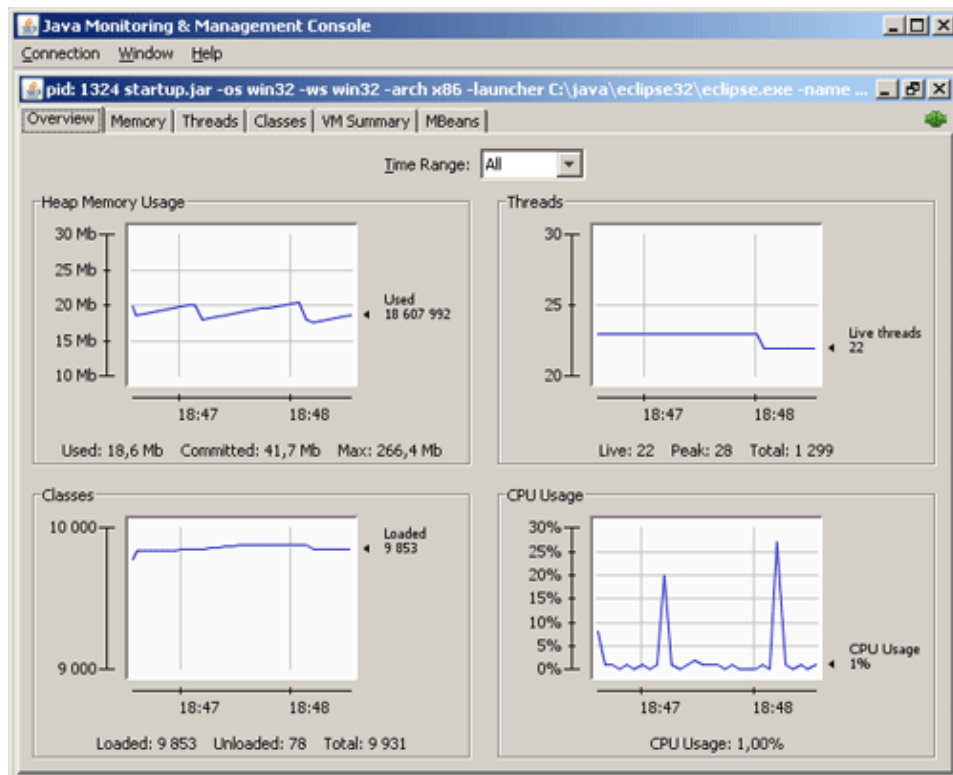 Java Monitoring & Management Console
Connection Window Help
pid: 1324 startup.jar -os win32 -ws win32 -arch x86 -launcher C:\java\eclipse32\eclipse.exe -name ...
Overview Memory Threads Classes VM Summary MBeans
Time Range: All
Heap Memory Usage
30 Mb
25 Mb
20 Mb
15 Mb
10 Mb
Used
18 607 992
18:47 18:48
Used: 18,6 Mb Committed: 41,7 Mb Max: 266,4 Mb
Threads
30
25
20
Live threads
22
18:47 18:48
Live: 22 Peak: 28 Total: 1 299
Classes
10 000
9 000
Loaded
9 853
18:47 18:48
Loaded: 9 853 Unloaded: 78 Total: 9 931
CPU Usage
30%
25%
20%
15%
10%
5%
0%
CPU Usage
1%
18:47 18:48
CPU Usage: 1,00%